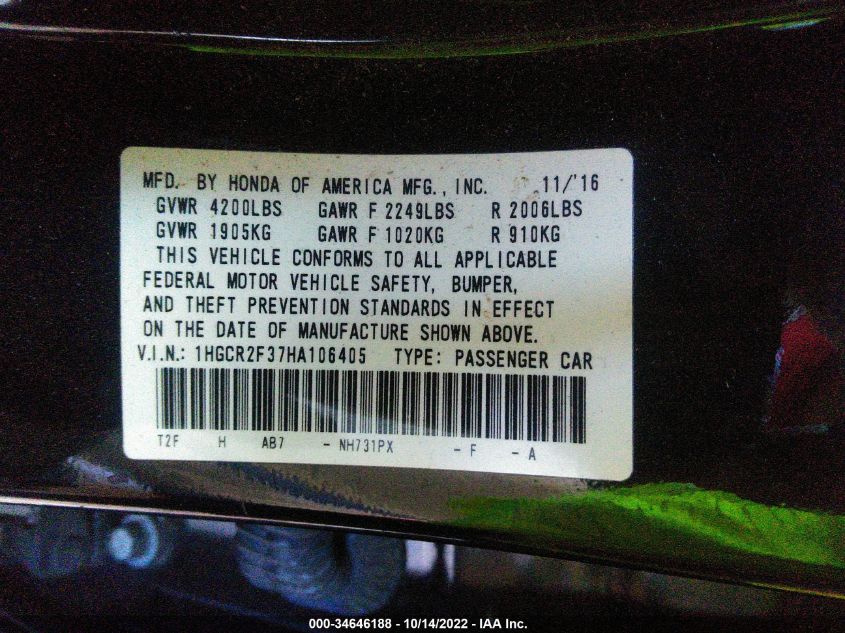 MFD. BY HONDA OF AMERICA MFG., INC. 11/'16
GVWR 4200LBS GAWR F 2249LBS R 2006LBS
GVWR 1905KG GAWR F 1020KG R 910KG
THIS VEHICLE CONFORMS TO ALL APPLICABLE
FEDERAL MOTOR VEHICLE SAFETY, BUMPER,
AND THEFT PREVENTION STANDARDS IN EFFECT
ON THE DATE OF MANUFACTURE SHOWN ABOVE.
V.I.N.: 1HGCR2F37HA106405 TYPE: PASSENGER CAR
T2F H AB7 - NH731PX - F - A
000-34646188 - 10/14/2022 - IAA Inc.